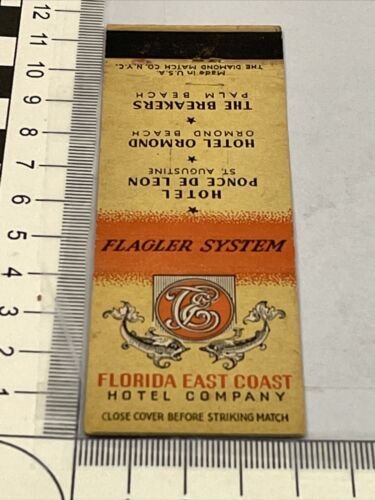 FLAGLER SYSTEM
FLORIDA EAST COAST
HOTEL COMPANY
CLOSE COVER BEFORE STRIKING MATCH
HOTEL
PONCE DE LEON
ST. AUGUSTINE
HOTEL ORMOND
ORMOND BEACH
THE BREAKERS
PALM BEACH
Made in U.S.A.
THE DIAMOND MATCH CO. N.Y.C.
12
11
10
9
8
7
6
5
4
3
2
1